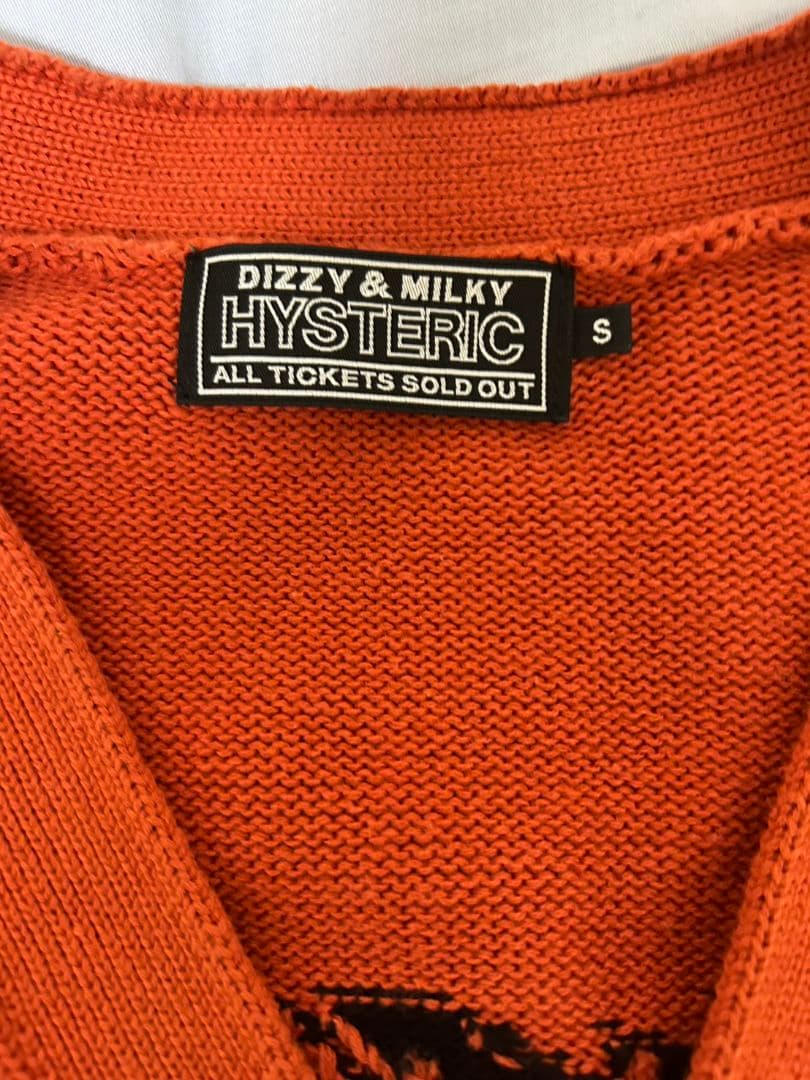 DIZZY & MILKY
HYSTERIC
ALL TICKETS SOLD OUT
S